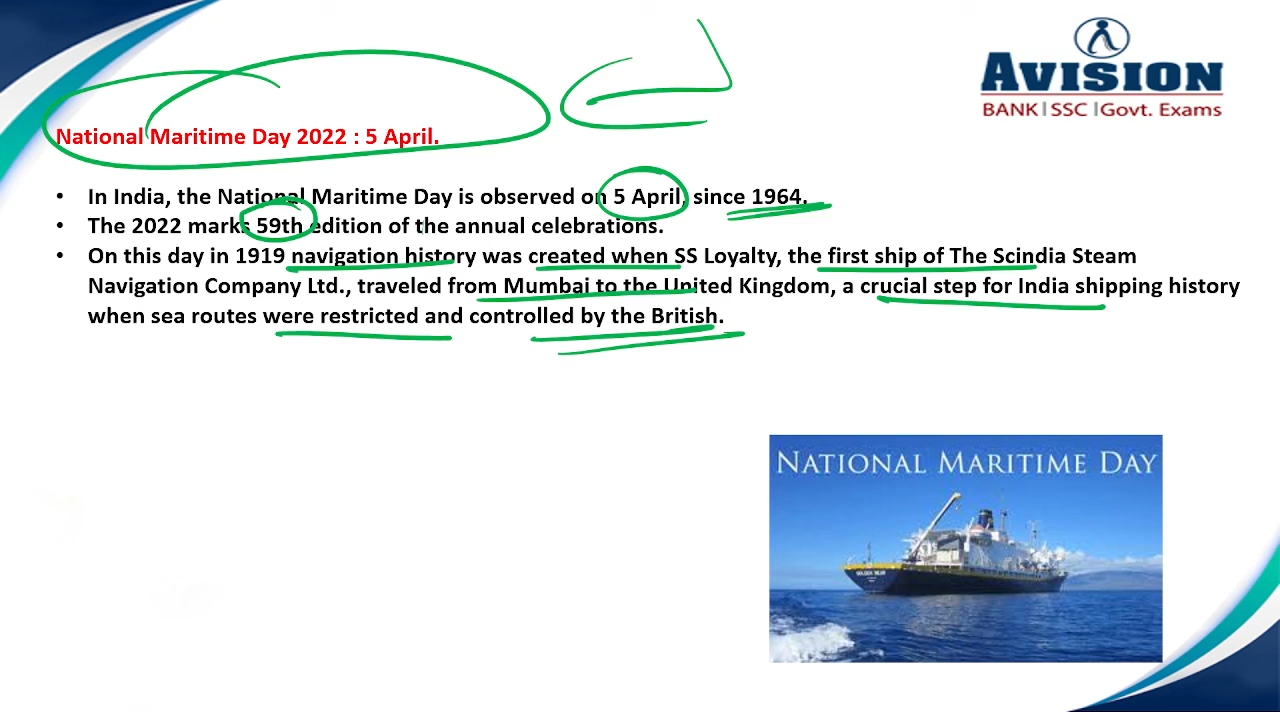 AVISION
BANK | SSC | Govt. Exams
National Maritime Day 2022 : 5 April.
• In India, the National Maritime Day is observed on 5 April, since 1964.
• The 2022 marks 59th edition of the annual celebrations.
• On this day in 1919 navigation history was created when SS Loyalty, the first ship of The Scindia Steam
Navigation Company Ltd., traveled from Mumbai to the United Kingdom, a crucial step for India shipping history
when sea routes were restricted and controlled by the British.
NATIONAL MARITIME DAY
GOLDEN BEAR